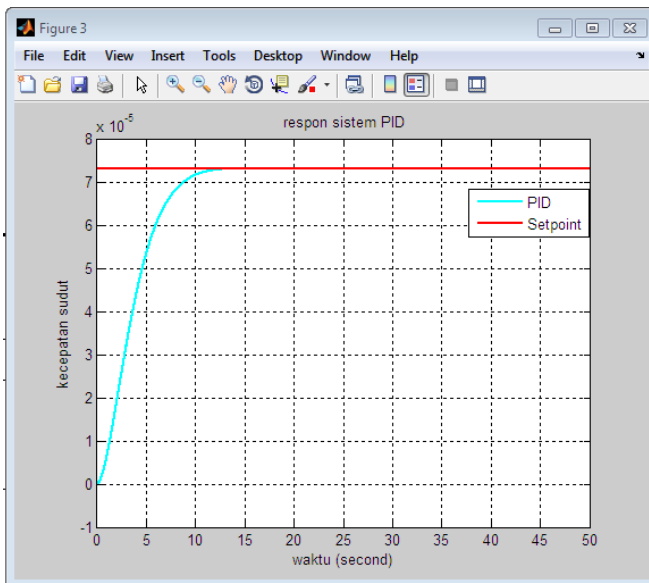 Figure 3
File Edit View Insert Tools Desktop Window Help
x 10^-5
respon sistem PID
8
7
6
5
4
3
2
1
0
-1
kecepatan sudut
PID
Setpoint
0 5 10 15 20 25 30 35 40 45 50
waktu (second)